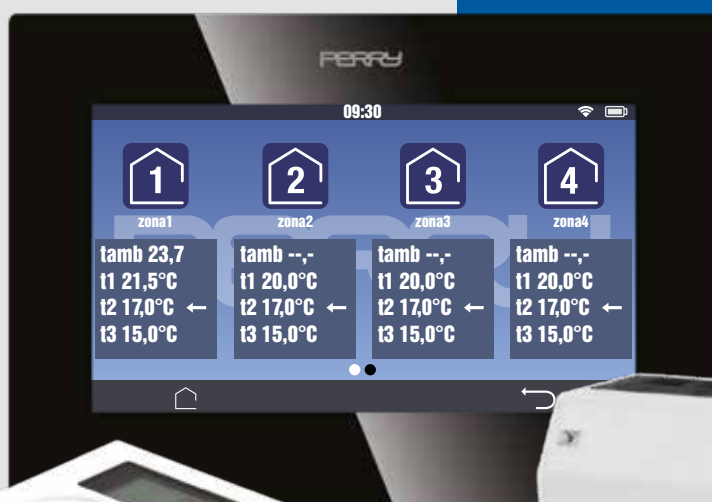 PERRY
09:30
1 2 3 4
zona1 zona2 zona3 zona4
PERRY
tamb 23,7 tamb --,- tamb --,- tamb --,-
t1 21,5°C t1 20,0°C t1 20,0°C t1 20,0°C
t2 17,0°C ← t2 17,0°C ← t2 17,0°C ← t2 17,0°C ←
t3 15,0°C t3 15,0°C t3 15,0°C t3 15,0°C